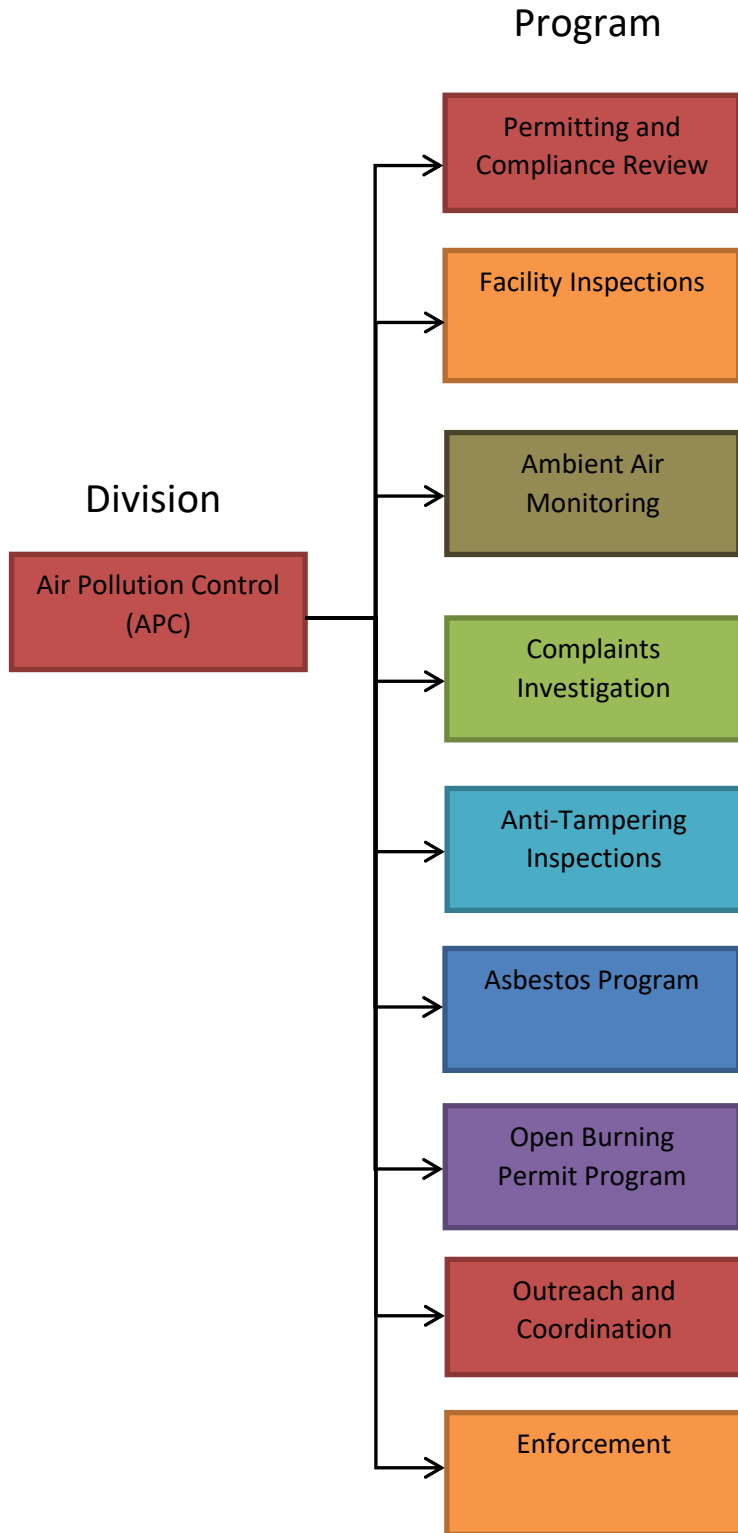 Program
Permitting and
Compliance Review
Facility Inspections
Ambient Air
Monitoring
Division
Air Pollution Control
(APC)
Complaints
Investigation
Anti-Tampering
Inspections
Asbestos Program
Open Burning
Permit Program
Outreach and
Coordination
Enforcement